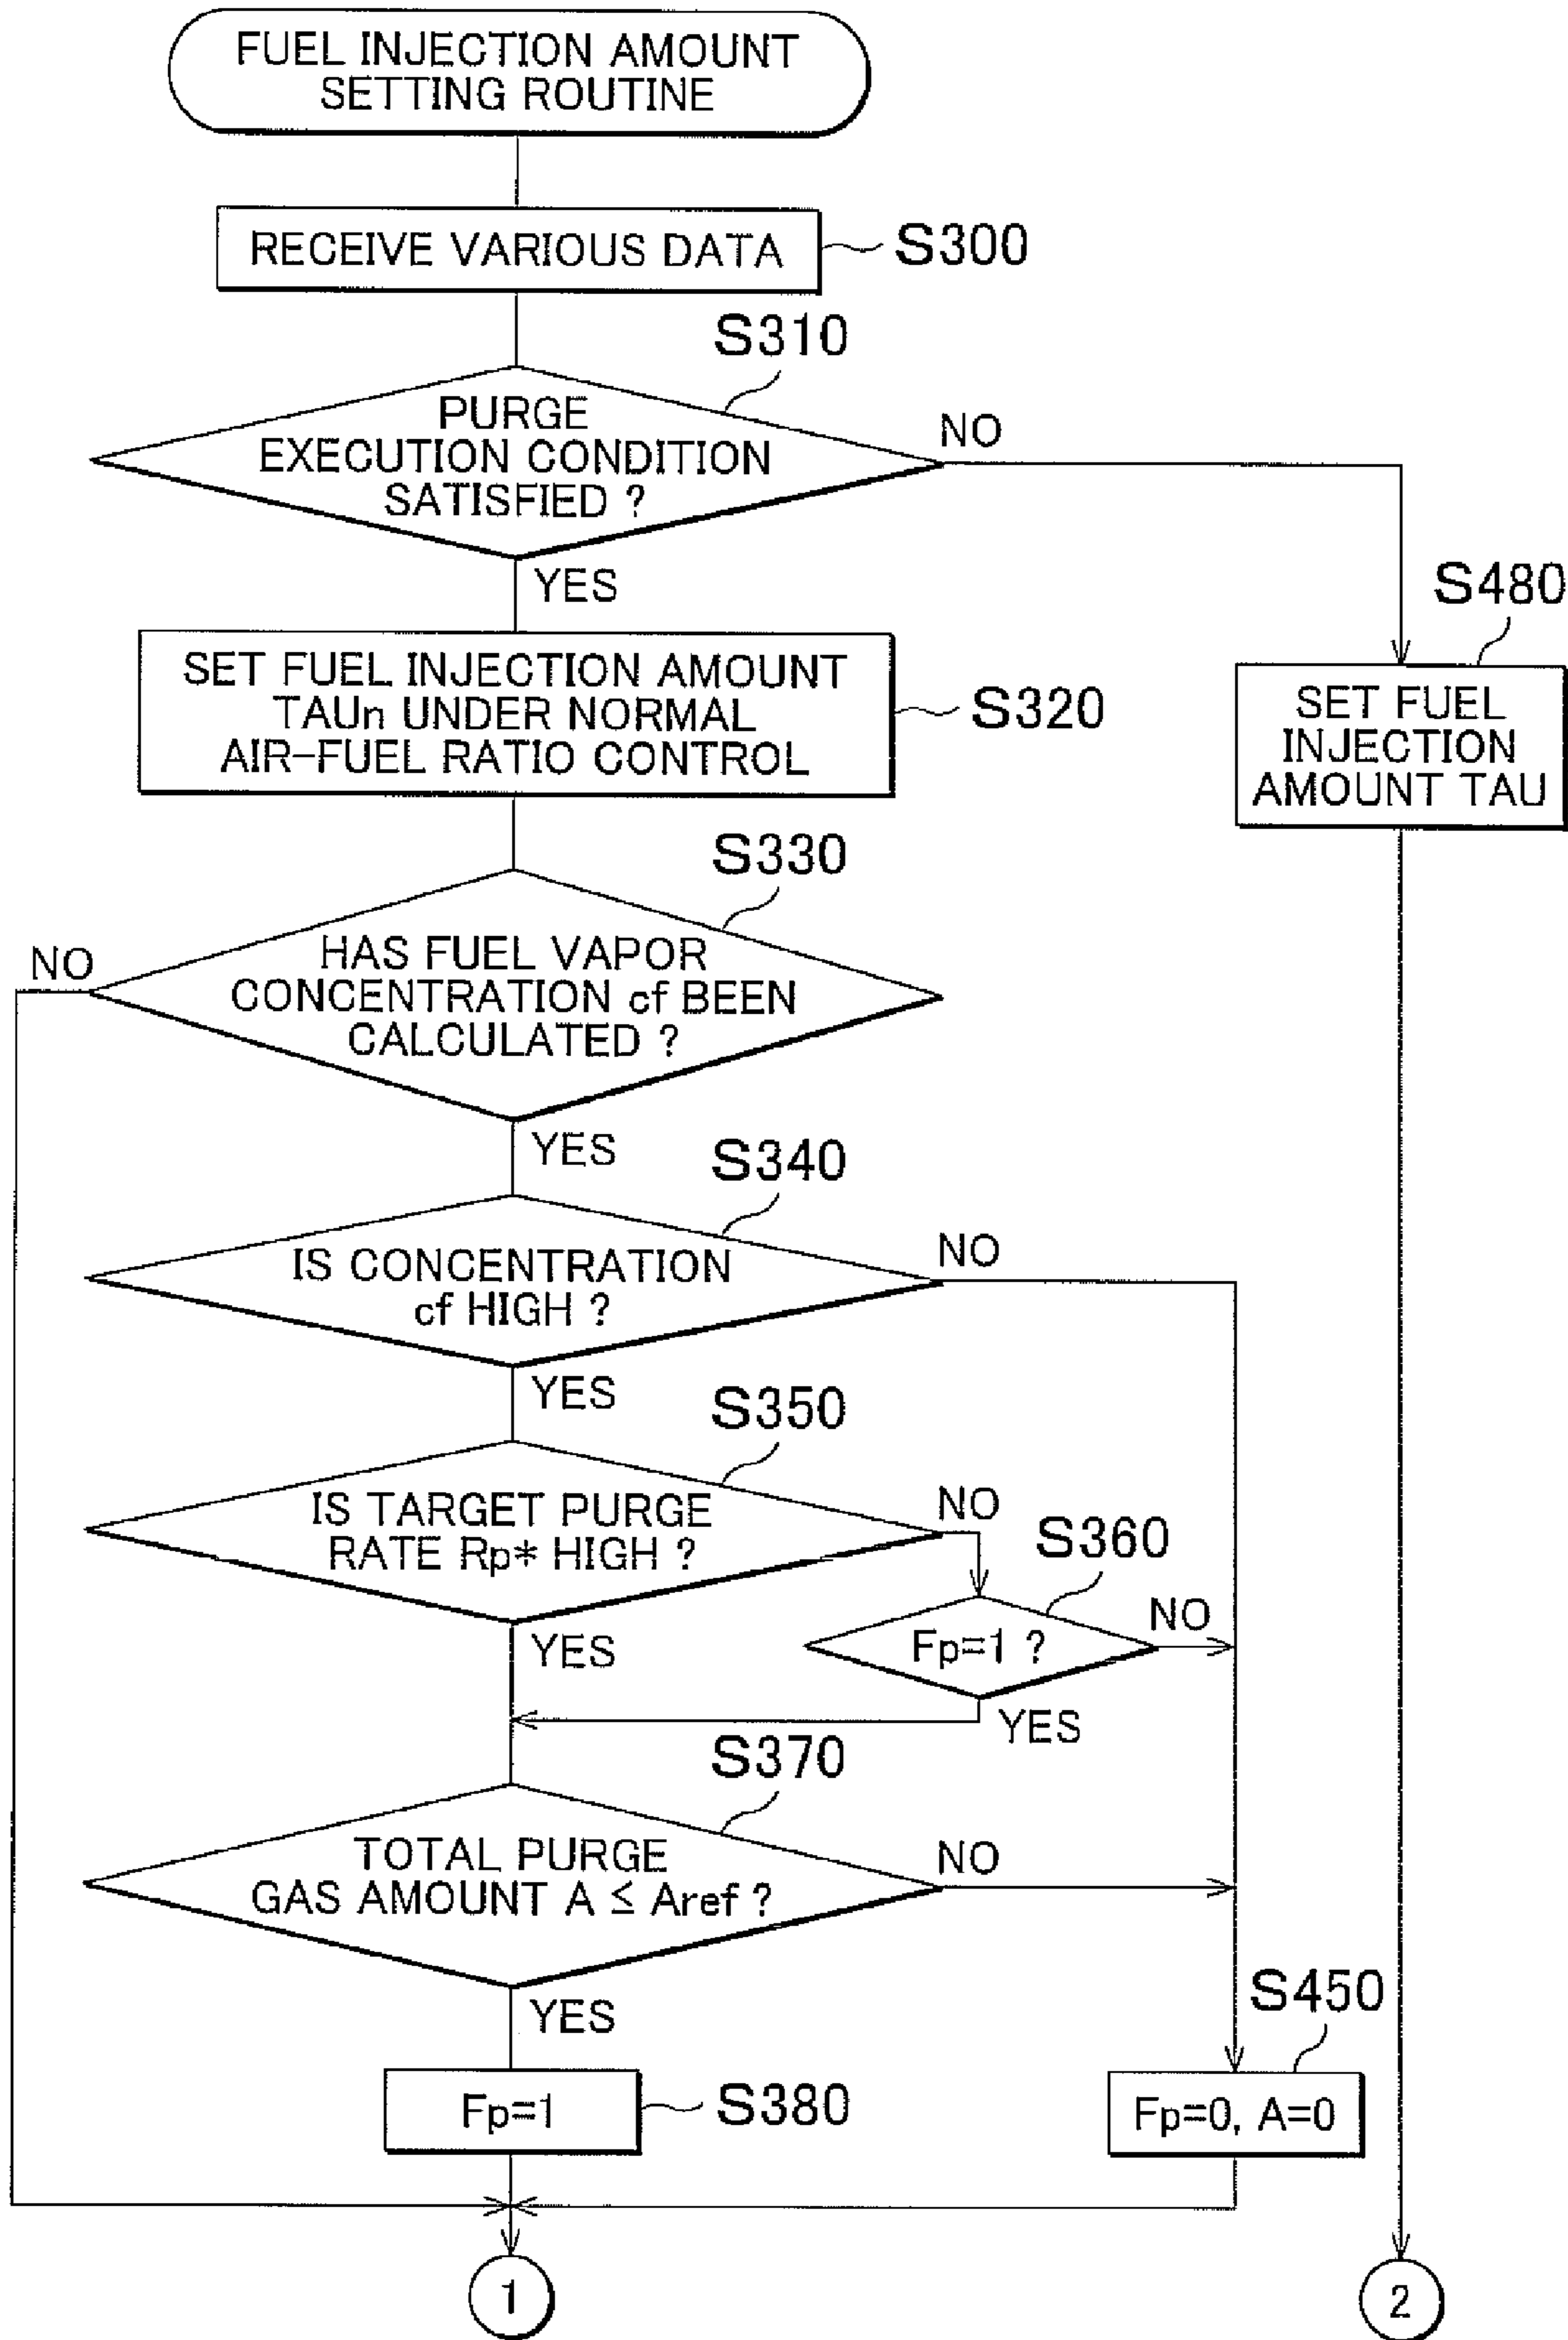 FUEL INJECTION AMOUNT
SETTING ROUTINE
RECEIVE VARIOUS DATA
S300
S310
PURGE
EXECUTION CONDITION
SATISFIED ?
NO
YES
S480
SET FUEL INJECTION AMOUNT
TAUn UNDER NORMAL
AIR-FUEL RATIO CONTROL
S320
SET FUEL
INJECTION
AMOUNT TAU
S330
NO
HAS FUEL VAPOR
CONCENTRATION cf BEEN
CALCULATED ?
YES
S340
IS CONCENTRATION
cf HIGH ?
NO
YES
S350
IS TARGET PURGE
RATE Rp* HIGH ?
NO
S360
Fp=1 ?
NO
YES
YES
S370
TOTAL PURGE
GAS AMOUNT A ≤ Aref ?
NO
YES
S450
Fp=1
S380
Fp=0, A=0
1
2